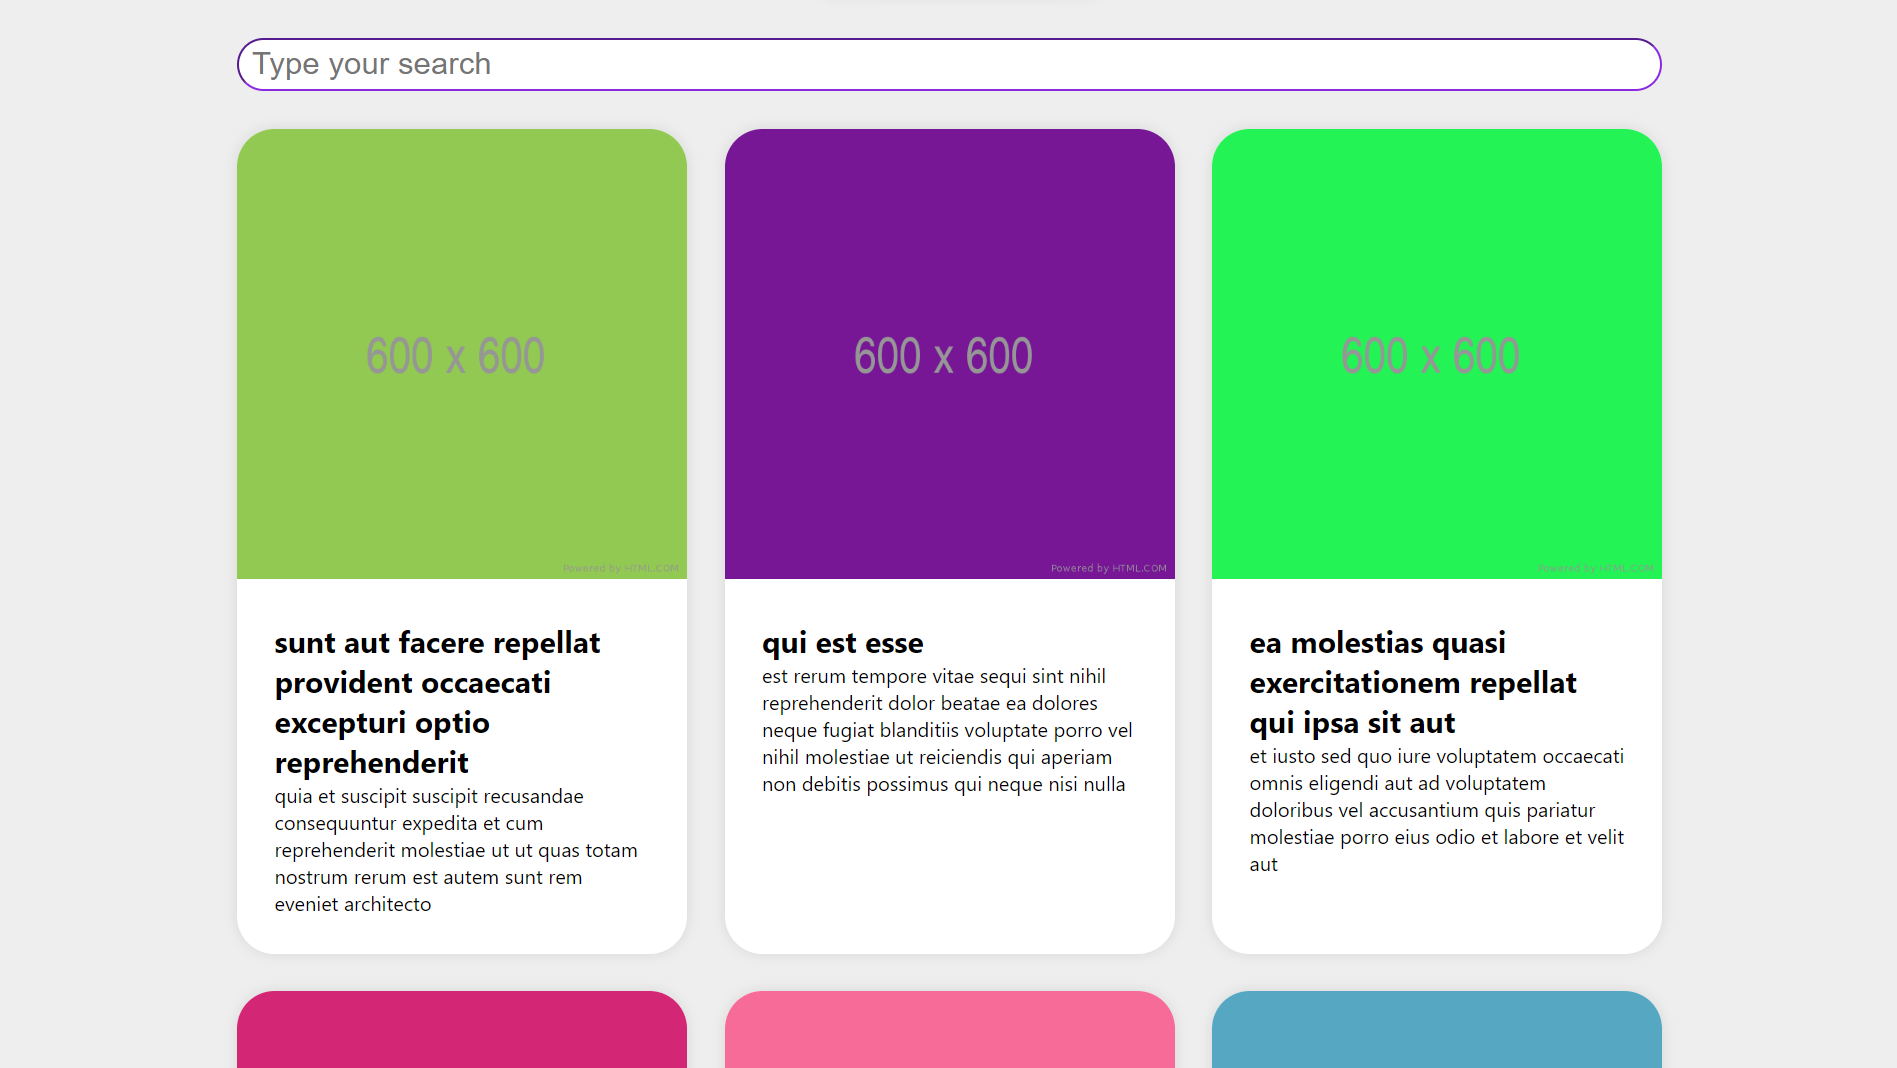 Type your search
600 x 600
Powered by HTML.COM
600 x 600
Powered by HTML.COM
600 x 600
Powered by HTML.COM
sunt aut facere repellat
provident occaecati
excepturi optio
reprehenderit
quia et suscipit suscipit recusandae
consequuntur expedita et cum
reprehenderit molestiae ut ut quas totam
nostrum rerum est autem sunt rem
eveniet architecto
qui est esse
est rerum tempore vitae sequi sint nihil
reprehenderit dolor beatae ea dolores
neque fugiat blanditiis voluptate porro vel
nihil molestiae ut reiciendis qui aperiam
non debitis possimus qui neque nisi nulla
ea molestias quasi
exercitationem repellat
qui ipsa sit aut
et iusto sed quo iure voluptatem occaecati
omnis eligendi aut ad voluptatem
doloribus vel accusantium quis pariatur
molestiae porro eius odio et labore et velit
aut